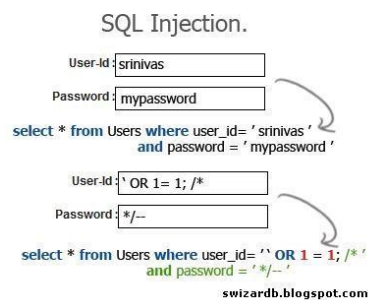 SQL Injection.
User-Id : srinivas
Password : mypassword
select * from Users where user_id= ’ srinivas ’
and password = ’ mypassword ’
User-Id : ‘ OR 1= 1; /*
Password : */--
select * from Users where user_id= ’‘ OR 1 = 1; /* ’
and password = ’ */-- ’
swizardb.blogspot.com